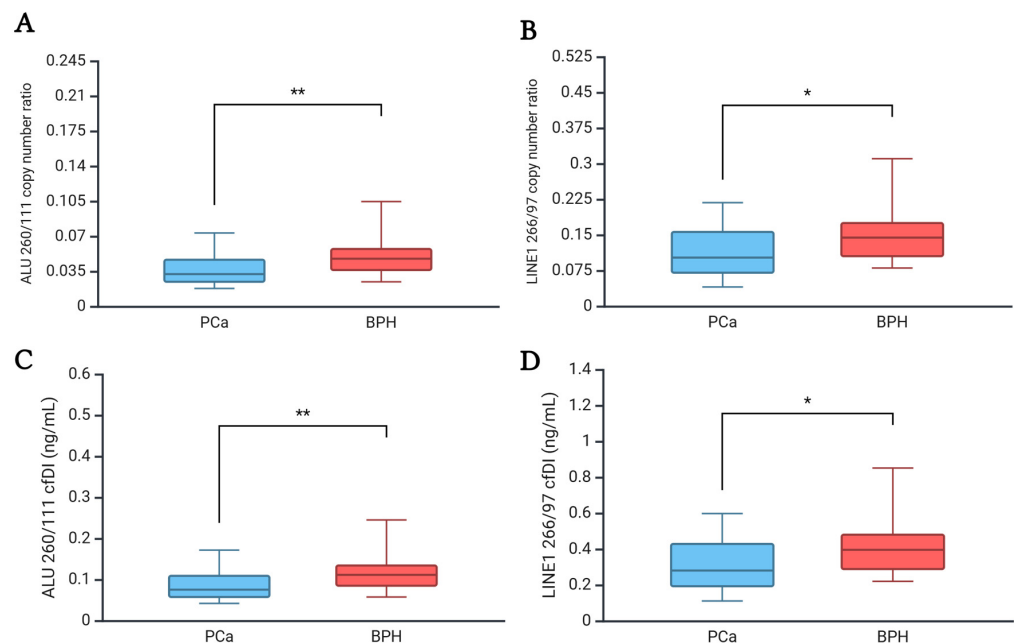 A
ALU 260/111 copy number ratio
0.245
0.21
0.175
0.14
0.105
0.07
0.035
0
**
PCa
BPH
B
LINE1 266/97 copy number ratio
0.525
0.45
0.375
0.3
0.225
0.15
0.075
0
*
PCa
BPH
C
ALU 260/111 cfDI (ng/mL)
0.6
0.5
0.4
0.3
0.2
0.1
0
**
PCa
BPH
D
LINE1 266/97 cfDI (ng/mL)
1.4
1.2
1
0.8
0.6
0.4
0.2
0
*
PCa
BPH